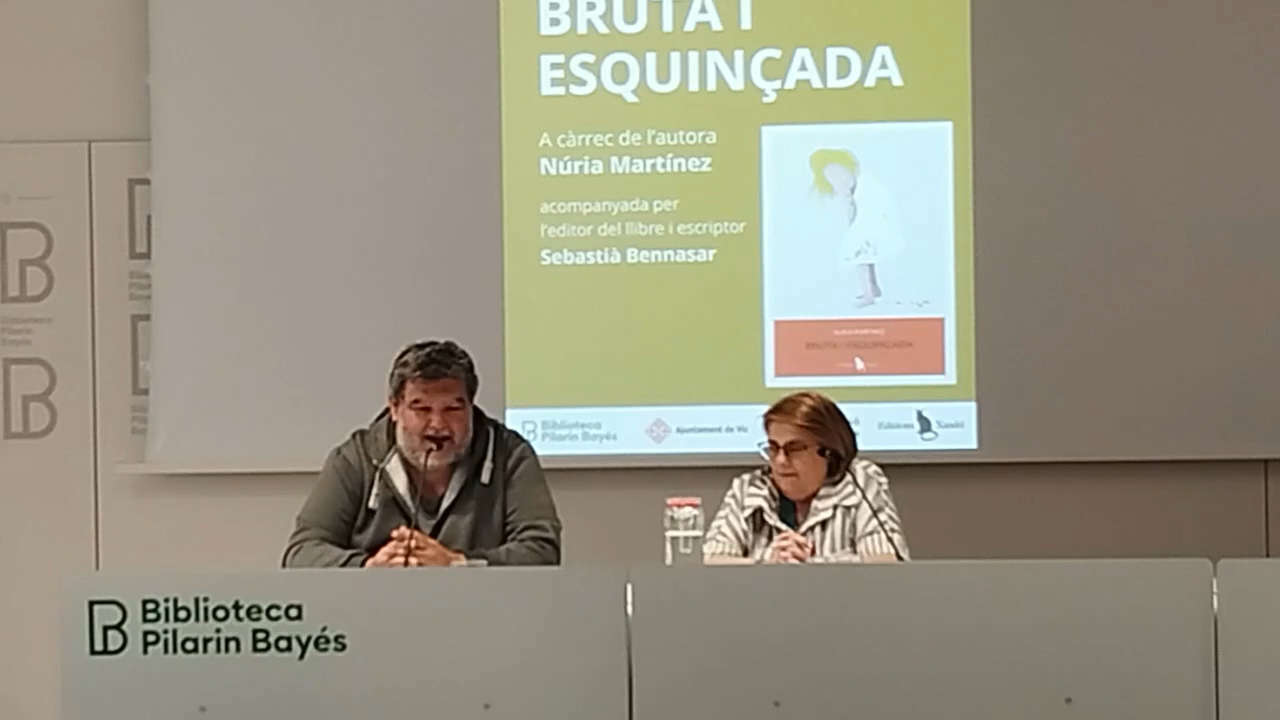 BRUTA I
ESQUINÇADA
A càrrec de l'autora
Núria Martínez
acompanyada per
l'editor del llibre i escriptor
Sebastià Bennasar
BRUTA I ESQUINÇADA
Biblioteca
Pilarin Bayés
Ajuntament de Vic
Edicions Xandri
Biblioteca
Pilarin Bayés